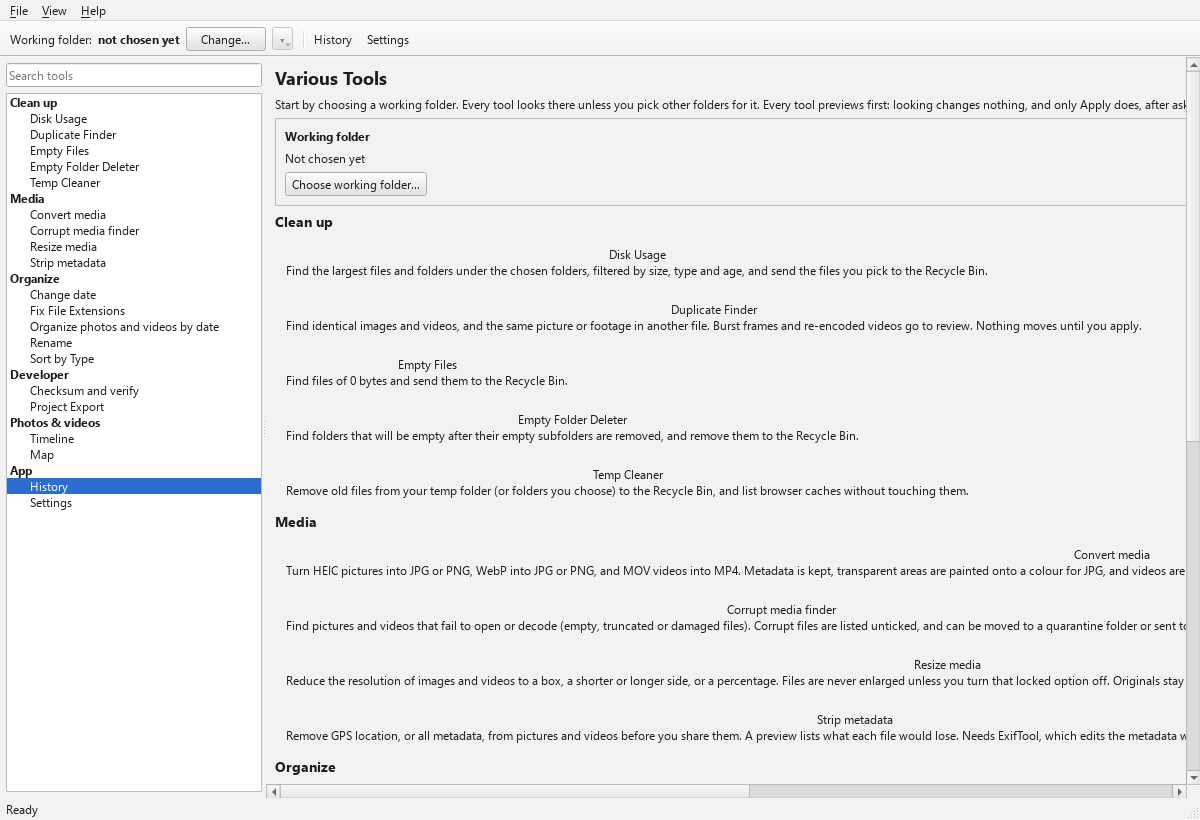 File View Help
Working folder: not chosen yet Change... History Settings
Search tools
Clean up
Disk Usage
Duplicate Finder
Empty Files
Empty Folder Deleter
Temp Cleaner
Media
Convert media
Corrupt media finder
Resize media
Strip metadata
Organize
Change date
Fix File Extensions
Organize photos and videos by date
Rename
Sort by Type
Developer
Checksum and verify
Project Export
Photos & videos
Timeline
Map
App
History
Settings
Various Tools
Start by choosing a working folder. Every tool looks there unless you pick other folders for it. Every tool previews first: looking changes nothing, and only Apply does, after
Working folder
Not chosen yet
Choose working folder...
Clean up
Disk Usage
Find the largest files and folders under the chosen folders, filtered by size, type and age, and send the files you pick to the Recycle Bin.
Duplicate Finder
Find identical images and videos, and the same picture or footage in another file. Burst frames and re-encoded videos go to review. Nothing moves until you apply.
Empty Files
Find files of 0 bytes and send them to the Recycle Bin.
Empty Folder Deleter
Find folders that will be empty after their empty subfolders are removed, and remove them to the Recycle Bin.
Temp Cleaner
Remove old files from your temp folder (or folders you choose) to the Recycle Bin, and list browser caches without touching them.
Media
Convert media
Turn HEIC pictures into JPG or PNG, WebP into JPG or PNG, and MOV videos into MP4. Metadata is kept, transparent areas are painted onto a colour for JPG, and videos are
Corrupt media finder
Find pictures and videos that fail to open or decode (empty, truncated or damaged files). Corrupt files are listed unticked, and can be moved to a quarantine folder or sent
Resize media
Reduce the resolution of images and videos to a box, a shorter or longer side, or a percentage. Files are never enlarged unless you turn that locked option off. Originals stay
Strip metadata
Remove GPS location, or all metadata, from pictures and videos before you share them. A preview lists what each file would lose. Needs ExifTool, which edits the metadata
Organize
Ready